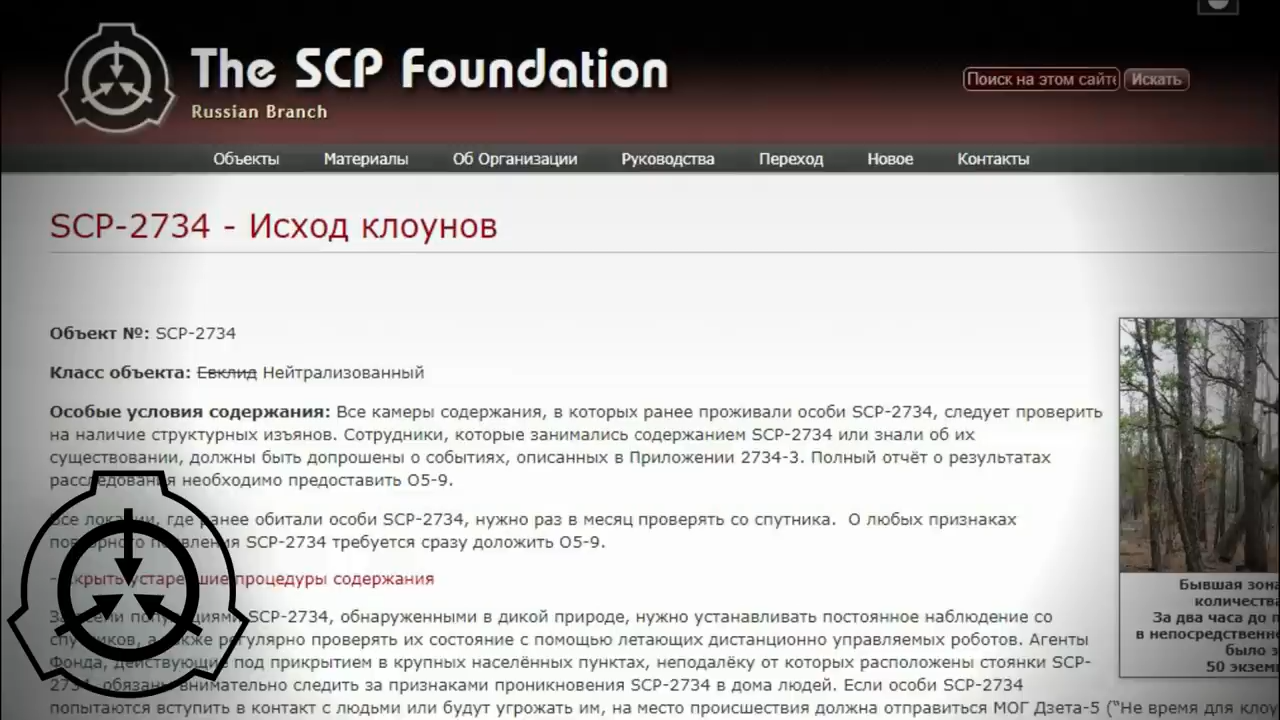 The SCP Foundation
Russian Branch
Поиск на этом сайте
Искать
Объекты Материалы Об Организации Руководства Переход Новое Контакты
SCP-2734 - Исход клоунов
Объект №: SCP-2734
Класс объекта: Евклид Нейтрализованный
Особые условия содержания: Все камеры содержания, в которых ранее проживали особи SCP-2734, следует проверить
на наличие структурных изъянов. Сотрудники, которые занимались содержанием SCP-2734 или знали об их
существовании, должны быть допрошены о событиях, описанных в Приложении 2734-3. Полный отчёт о результатах
расследования необходимо предоставить О5-9.
Все локации, где ранее обитали особи SCP-2734, нужно раз в месяц проверять со спутника. О любых признаках
повторного появления SCP-2734 требуется сразу доложить О5-9.
устаревшие процедуры содержания
SCP-2734, обнаруженными в дикой природе, нужно устанавливать постоянное наблюдение со
также регулярно проверять их состояние с помощью летающих дистанционно управляемых роботов. Агенты
Фонда, действующие под прикрытием в крупных населённых пунктах, неподалёку от которых расположены стоянки SCP-
обязаны внимательно следить за признаками проникновения SCP-2734 в дома людей. Если особи SCP-2734
попытаются вступить в контакт с людьми или будут угрожать им, на место происшествия должна отправиться МОГ Дзета-5 ("Не время для
Бывшая
количества
За два часа до
в
было
50